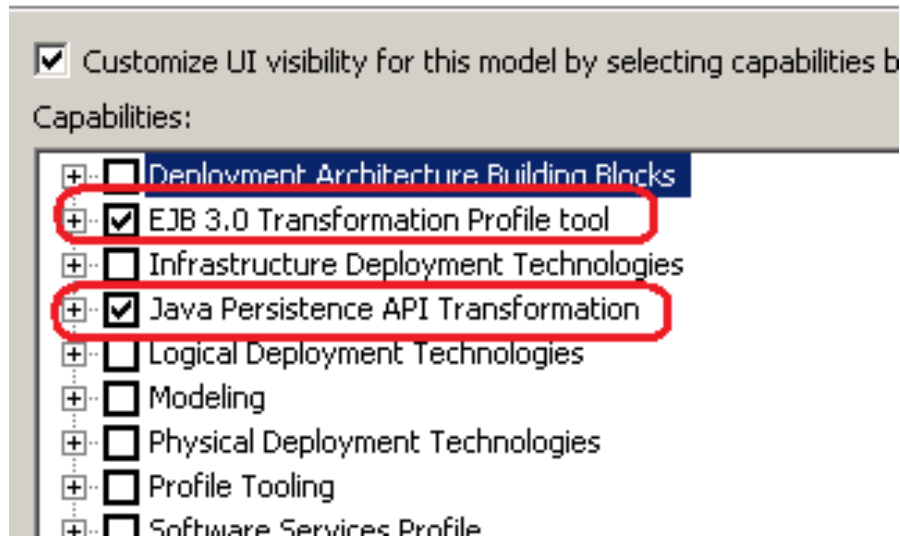 Customize UI visibility for this model by selecting capabilities b
Capabilities:
Deployment Architecture Building Blocks
EJB 3.0 Transformation Profile tool
Infrastructure Deployment Technologies
Java Persistence API Transformation
Logical Deployment Technologies
Modeling
Physical Deployment Technologies
Profile Tooling
Software Services Profile